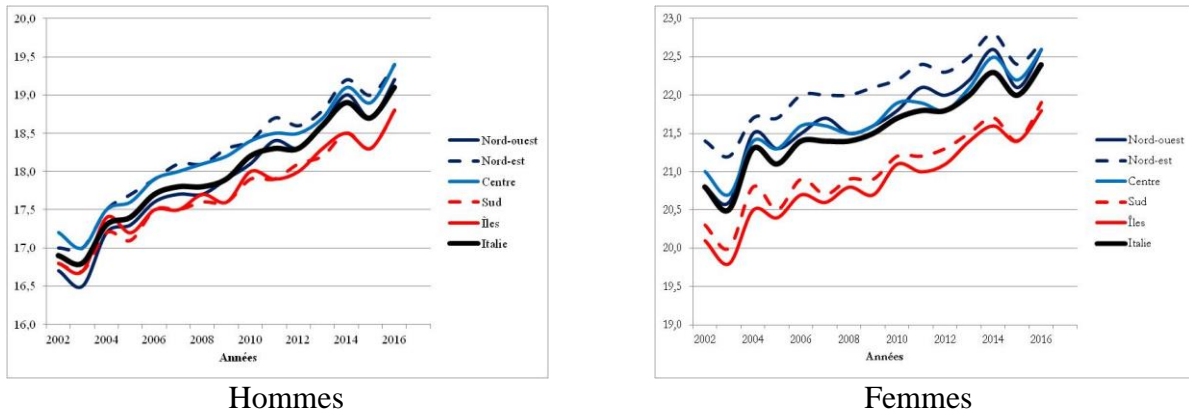 20,0
19,5
19,0
18,5
18,0
17,5
17,0
16,5
16,0
2002 2004 2006 2008 2010 2012 2014 2016
Années
Nord-ouest
Nord-est
Centre
Sud
Îles
Italie
Hommes
23,0
22,5
22,0
21,5
21,0
20,5
20,0
19,5
19,0
2002 2004 2006 2008 2010 2012 2014 2016
Années
Nord-ouest
Nord-est
Centre
Sud
Îles
Italie
Femmes